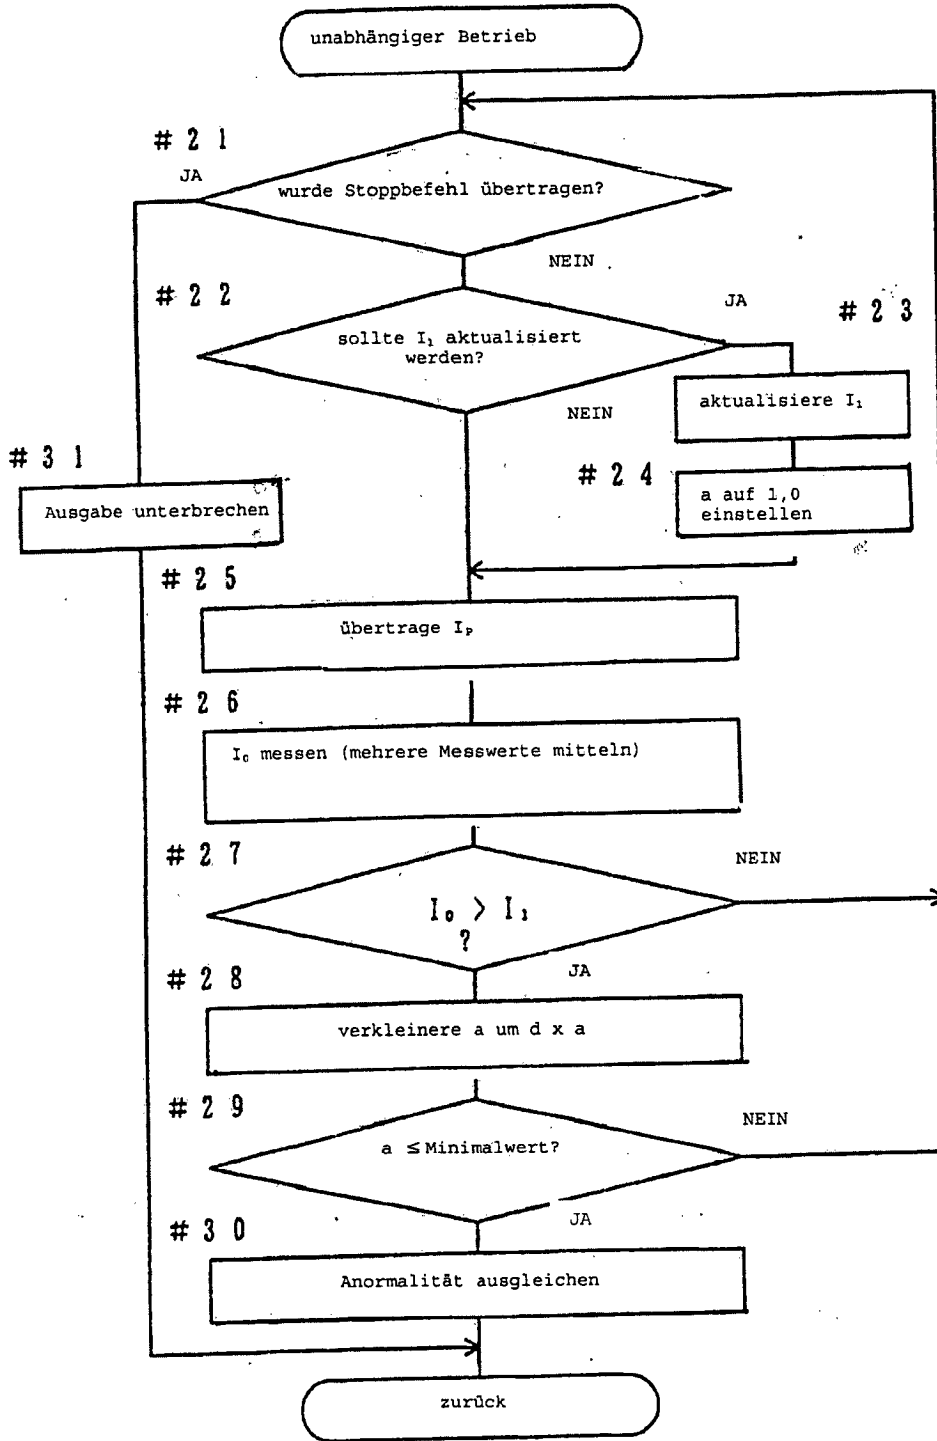 unabhängiger Betrieb
# 2 1
JA
wurde Stoppbefehl übertragen?
NEIN
# 2 2
JA
# 2 3
sollte I₁ aktualisiert
werden?
NEIN
aktualisiere I₁
# 3 1
# 2 4
Ausgabe unterbrechen
a auf 1,0
einstellen
# 2 5
übertrage Iₚ
# 2 6
I₀ messen (mehrere Messwerte mitteln)
# 2 7
NEIN
I₀ > I₁
?
JA
# 2 8
verkleinere a um d x a
# 2 9
NEIN
a ≤ Minimalwert?
JA
# 3 0
Anormalität ausgleichen
zurück